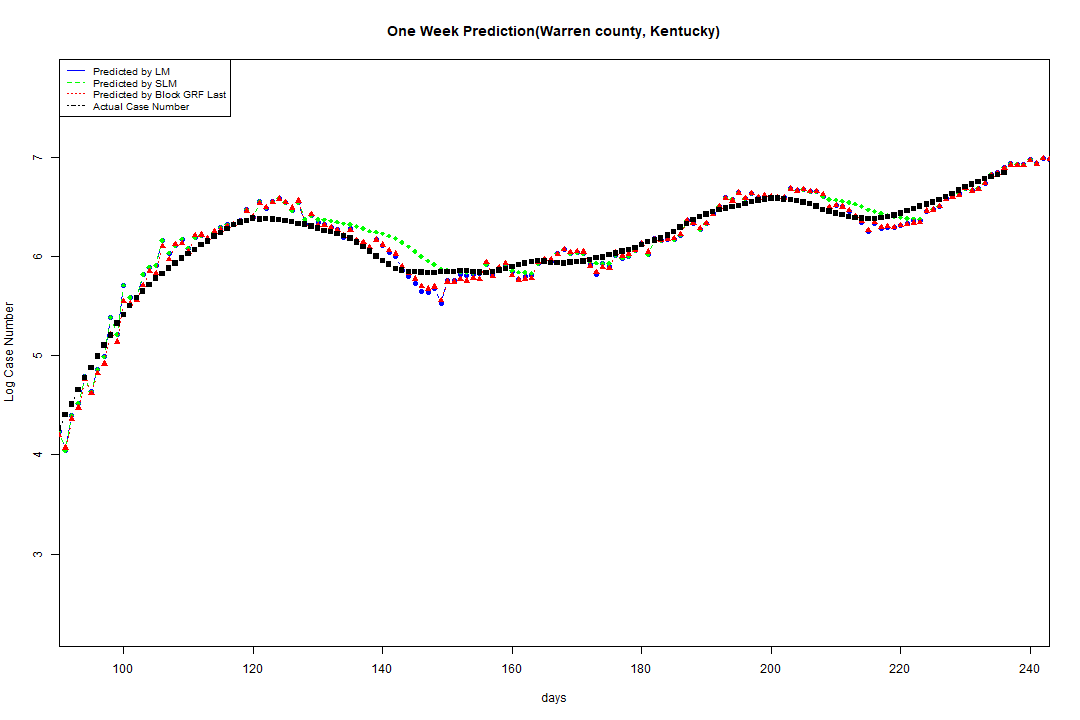 One Week Prediction(Warren county, Kentucky)
Predicted by LM
Predicted by SLM
Predicted by Block GRF Last
Actual Case Number
Log Case Number
7
6
5
4
3
100 120 140 160 180 200 220 240
days